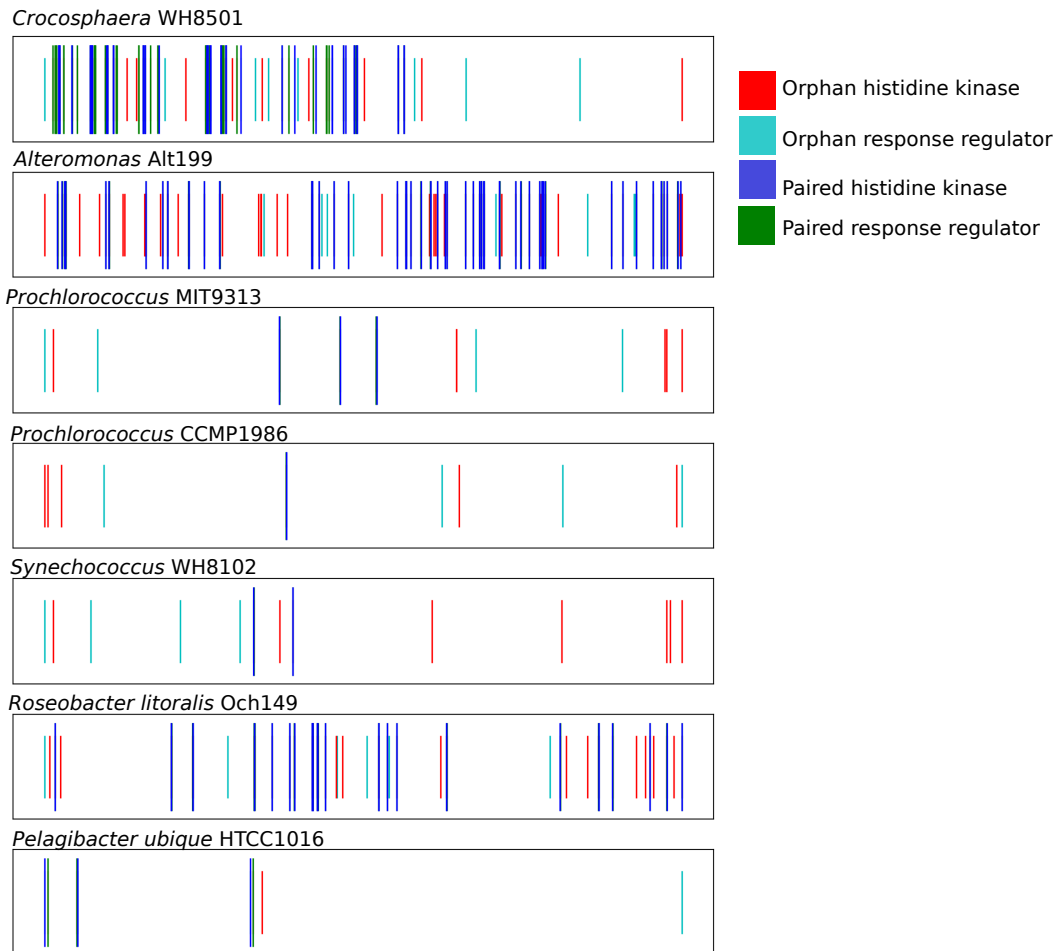 Crocosphaera WH8501
Orphan histidine kinase
Orphan response regulator
Alteromonas Alt199
Paired histidine kinase
Paired response regulator
Prochlorococcus MIT9313
Prochlorococcus CCMP1986
Synechococcus WH8102
Roseobacter litoralis Och149
Pelagibacter ubique HTCC1016